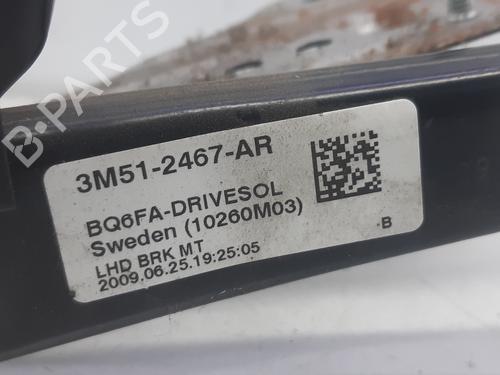 B-PARTS
3M51-2467-AR
BQ6FA-DRIVESOL
Sweden (10260M03)
LHD BRK MT
2009.06.25.19:25:05
B